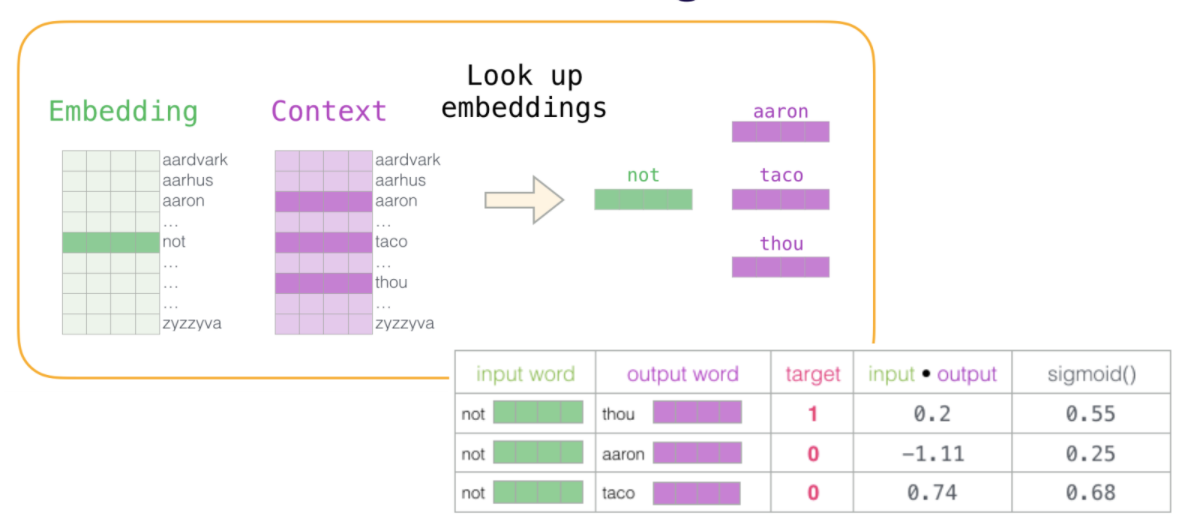 Look up
embeddings
Embedding
Context
aardvark
aarhus
aaron
...
not
...
...
...
zyzzyva
aardvark
aarhus
aaron
...
taco
...
thou
...
zyzzyva
not
aaron
taco
thou
input word output word target input • output sigmoid()
not thou 1 0.2 0.55
not aaron 0 -1.11 0.25
not taco 0 0.74 0.68